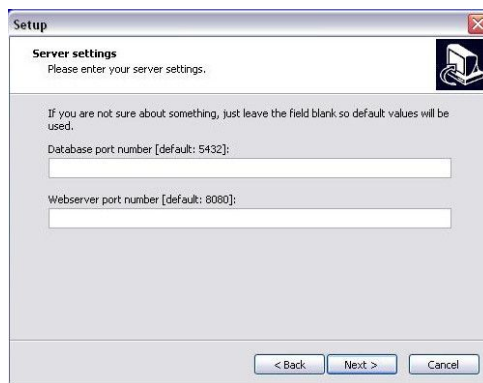 Setup
Server settings
Please enter your server settings.
If you are not sure about something, just leave the field blank so default values will be
used.
Database port number [default: 5432]:
Webserver port number [default: 8080]:
< Back
Next >
Cancel